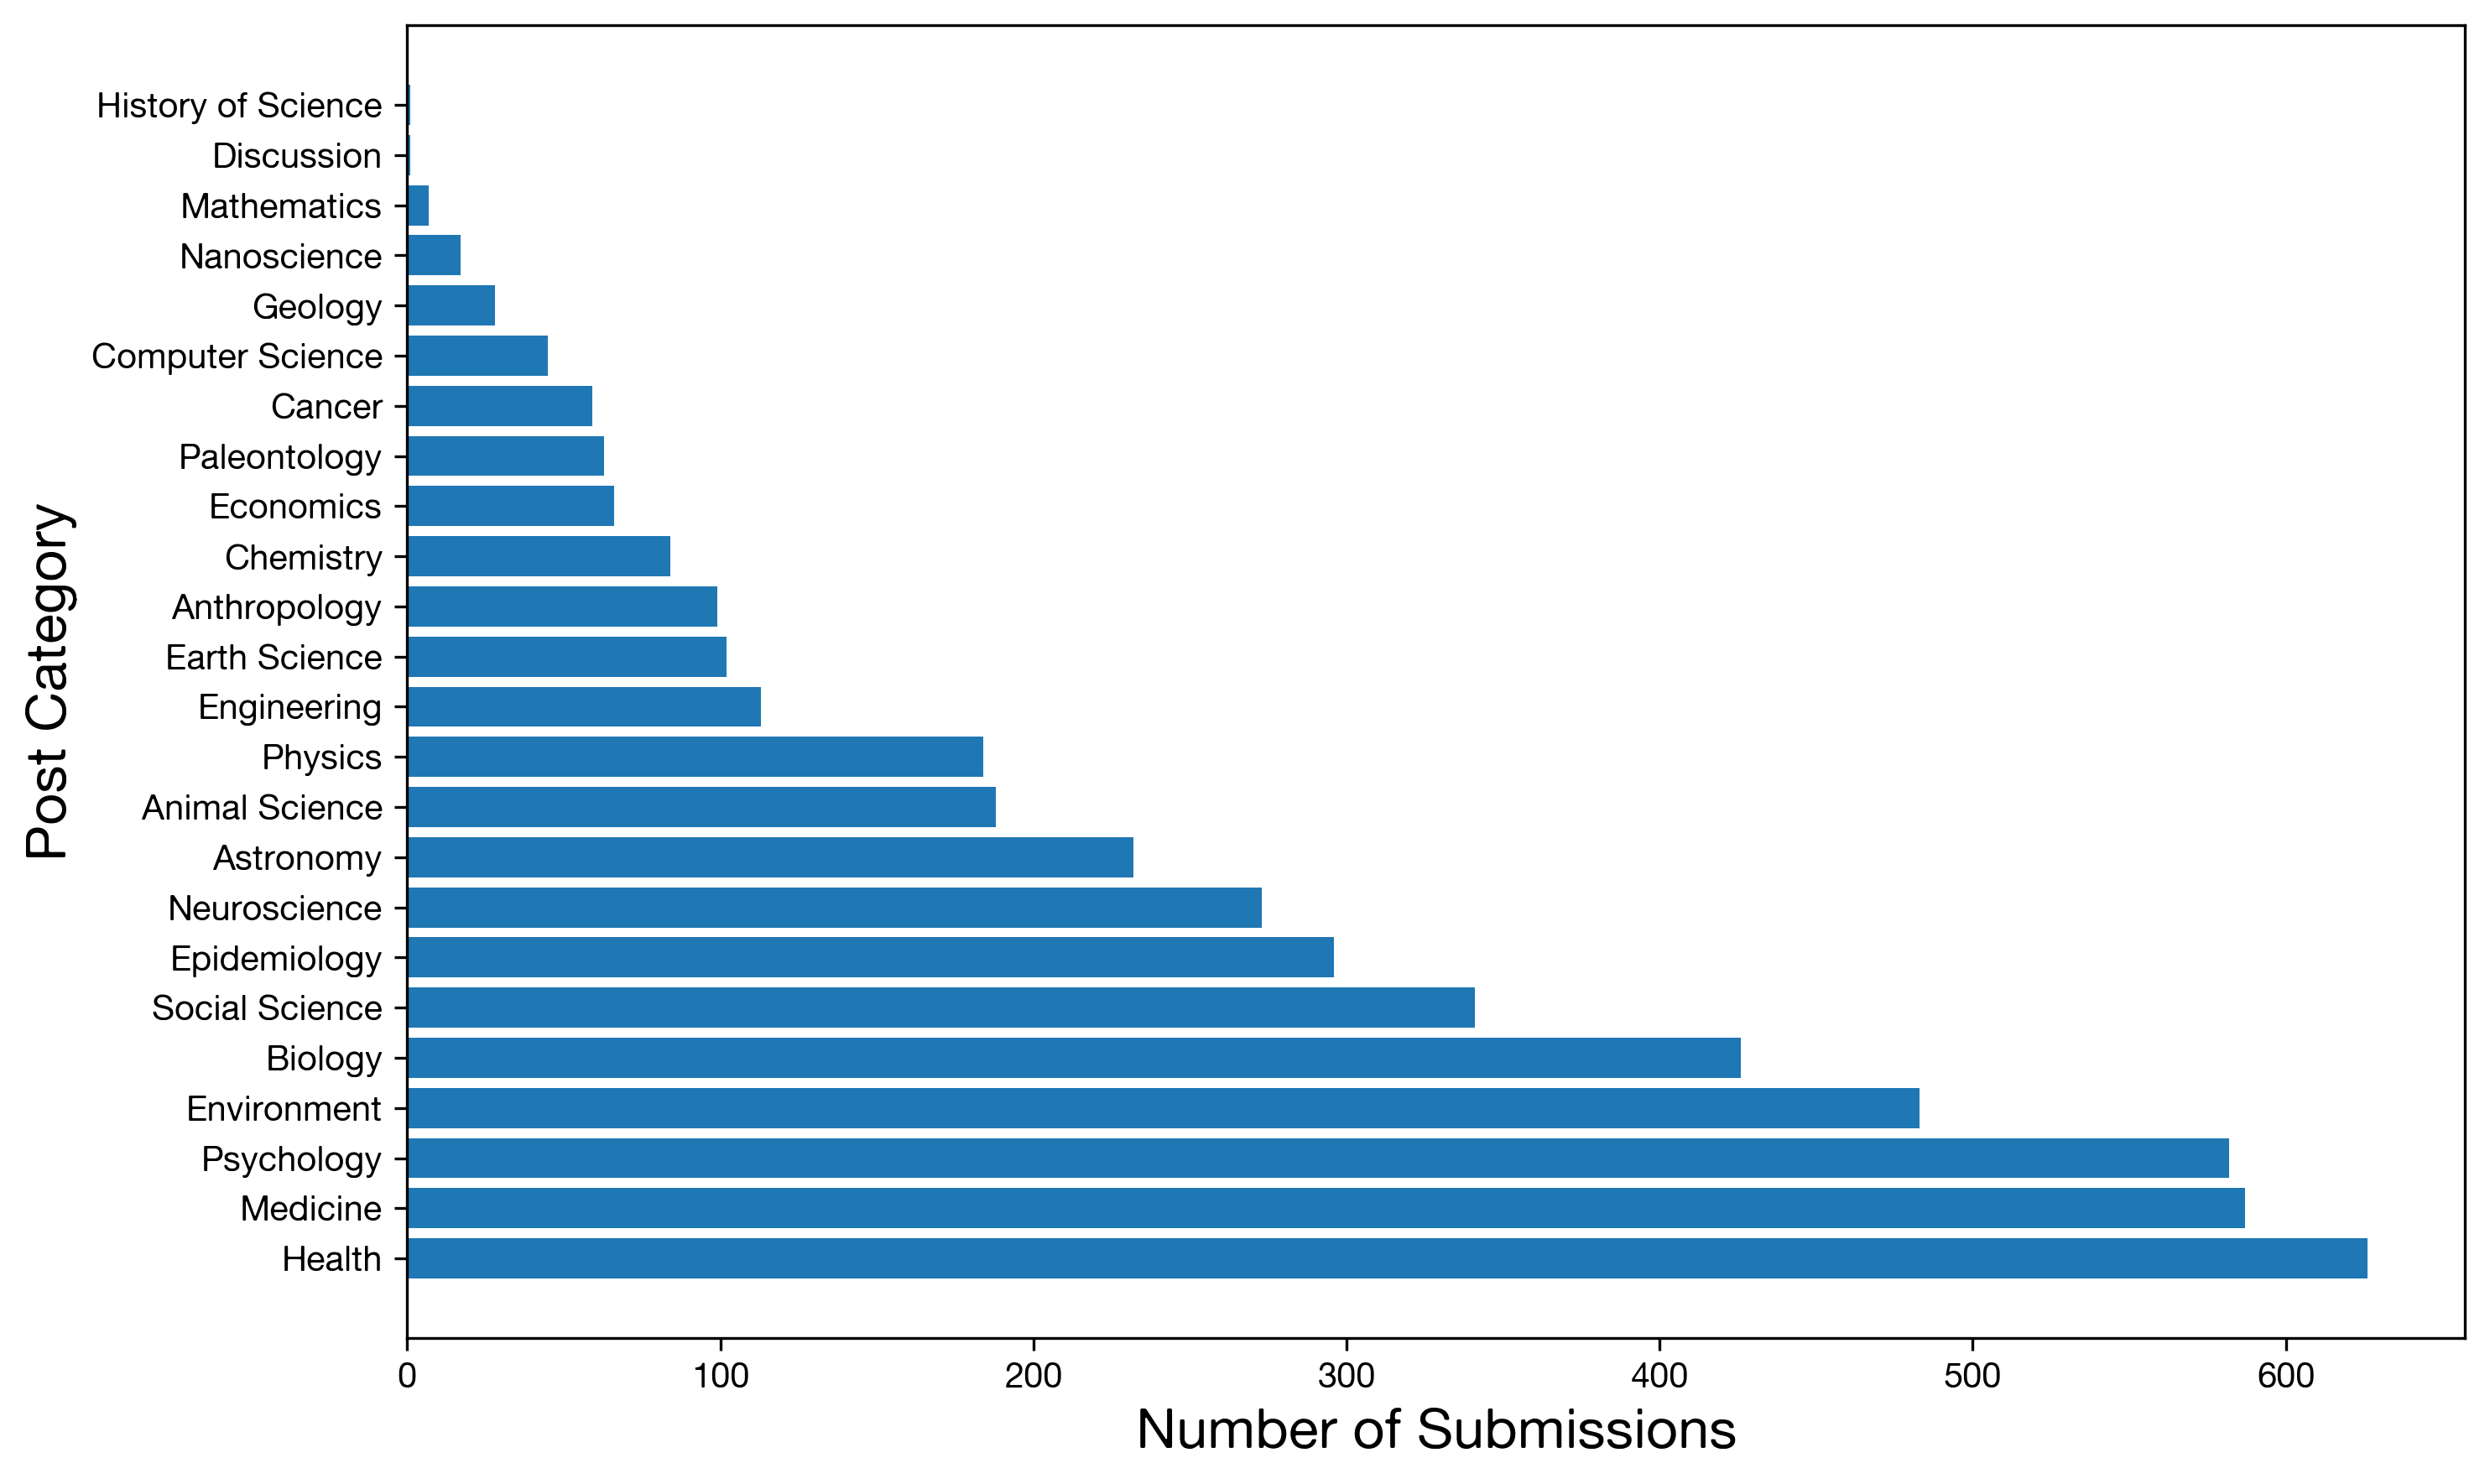 History of Science
Discussion
Mathematics
Nanoscience
Geology
Computer Science
Cancer
Paleontology
Economics
Chemistry
Anthropology
Earth Science
Engineering
Physics
Animal Science
Astronomy
Neuroscience
Epidemiology
Social Science
Biology
Environment
Psychology
Medicine
Health
Post Category
0 100 200 300 400 500 600
Number of Submissions